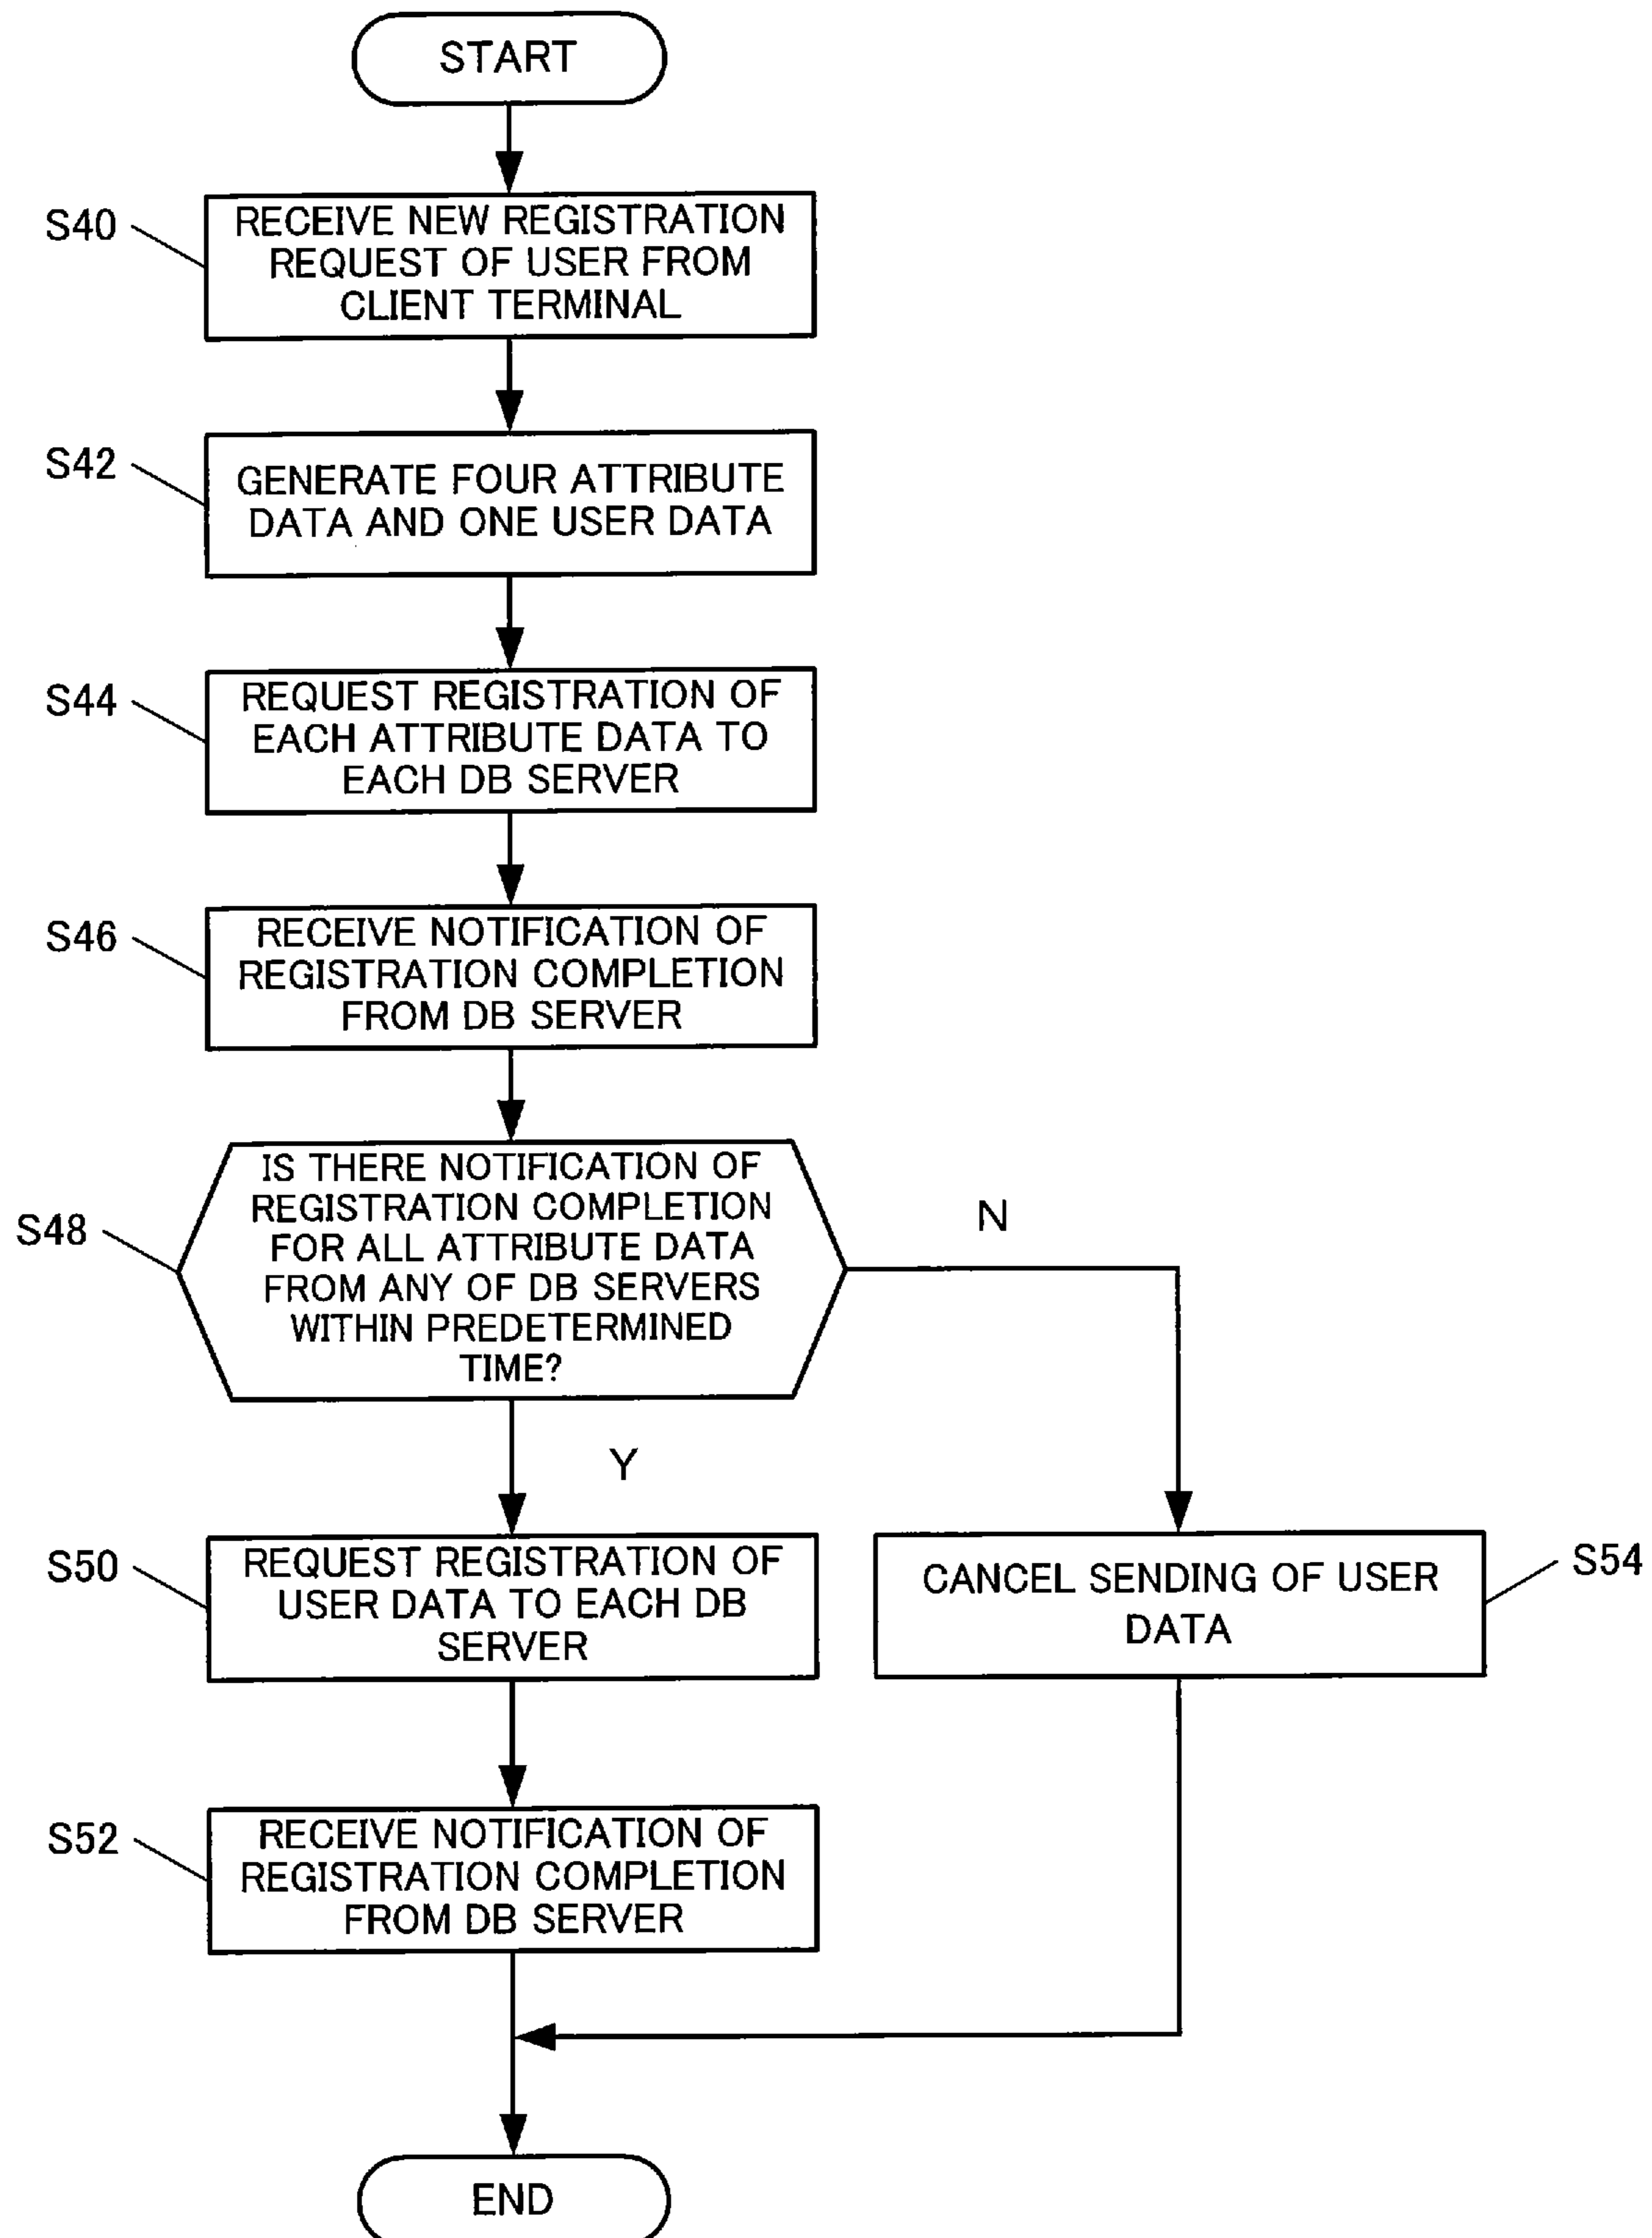 START
S40
RECEIVE NEW REGISTRATION
REQUEST OF USER FROM
CLIENT TERMINAL
S42
GENERATE FOUR ATTRIBUTE
DATA AND ONE USER DATA
S44
REQUEST REGISTRATION OF
EACH ATTRIBUTE DATA TO
EACH DB SERVER
S46
RECEIVE NOTIFICATION OF
REGISTRATION COMPLETION
FROM DB SERVER
S48
IS THERE NOTIFICATION OF
REGISTRATION COMPLETION
FOR ALL ATTRIBUTE DATA
FROM ANY OF DB SERVERS
WITHIN PREDETERMINED
TIME?
N
Y
S50
REQUEST REGISTRATION OF
USER DATA TO EACH DB
SERVER
CANCEL SENDING OF USER
DATA
S54
S52
RECEIVE NOTIFICATION OF
REGISTRATION COMPLETION
FROM DB SERVER
END